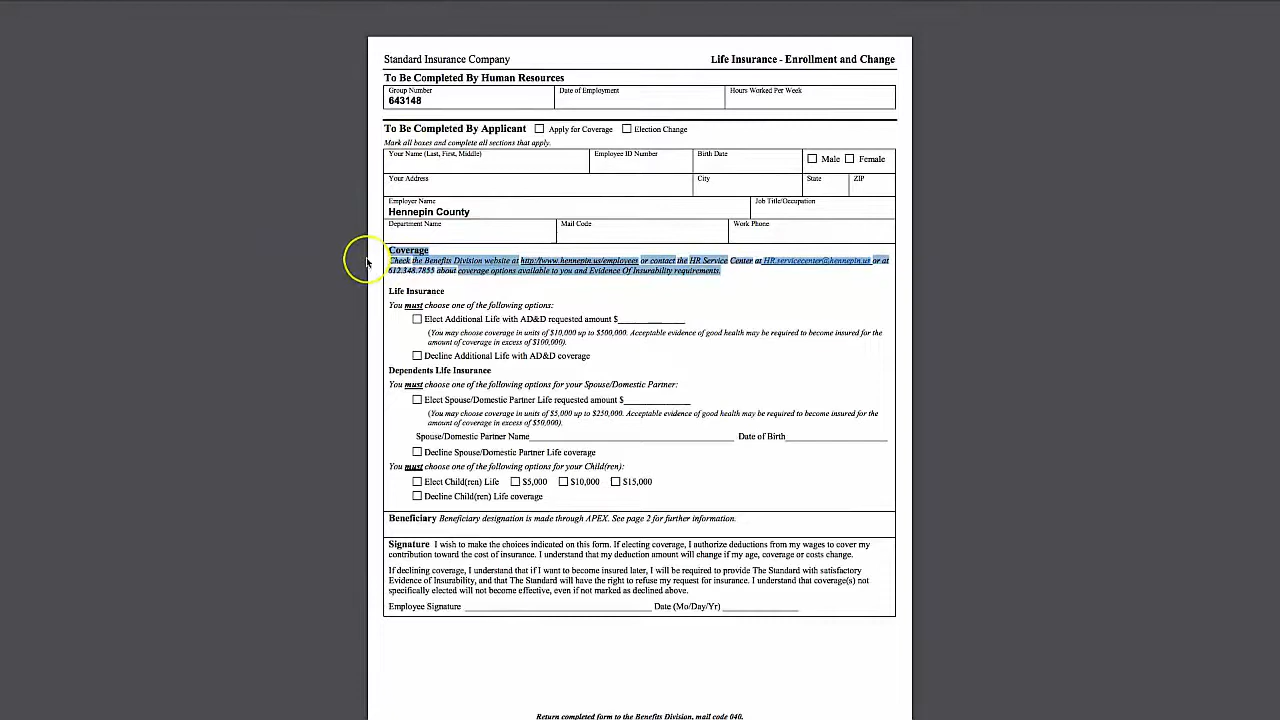 Standard Insurance Company Life Insurance - Enrollment and Change
To Be Completed By Human Resources
Group Number Date of Employment Hours Worked Per Week
643148
To Be Completed By Applicant Apply for Coverage Election Change
Mark all boxes and complete all sections that apply.
Your Name (Last, First, Middle) Employee ID Number Birth Date
Male Female
Your Address City State ZIP
Employer Name Job Title/Occupation
Hennepin County
Department Name Mail Code Work Phone
Coverage
Check the Benefits Division website at http://www.hennepin.us/employees or contact the HR Service Center at HR.servicecenter@hennepin.us or at
612.348.7855 about coverage options available to you and Evidence Of Insurability requirements.
Life Insurance
You must choose one of the following options:
Elect Additional Life with AD&D requested amount $
(You may choose coverage in units of $10,000 up to $500,000. Acceptable evidence of good health may be required to become insured for the
amount of coverage in excess of $100,000).
Decline Additional Life with AD&D coverage
Dependents Life Insurance
You must choose one of the following options for your Spouse/Domestic Partner:
Elect Spouse/Domestic Partner Life requested amount $
(You may choose coverage in units of $5,000 up to $250,000. Acceptable evidence of good health may be required to become insured for the
amount of coverage in excess of $50,000).
Spouse/Domestic Partner Name Date of Birth
Decline Spouse/Domestic Partner Life coverage
You must choose one of the following options for your Child(ren):
Elect Child(ren) Life $5,000 $10,000 $15,000
Decline Child(ren) Life coverage
Beneficiary Beneficiary designation is made through APEX. See page 2 for further information.
Signature I wish to make the choices indicated on this form. If electing coverage, I authorize deductions from my wages to cover my
contribution toward the cost of insurance. I understand that my deduction amount will change if my age, coverage or costs change.
If declining coverage, I understand that if I want to become insured later, I will be required to provide The Standard with satisfactory
Evidence of Insurability, and that The Standard will have the right to refuse my request for insurance. I understand that coverage(s) not
specifically elected will not become effective, even if not marked as declined above.
Employee Signature Date (Mo/Day/Yr)
Return completed form to the Benefits Division, mail code 040.